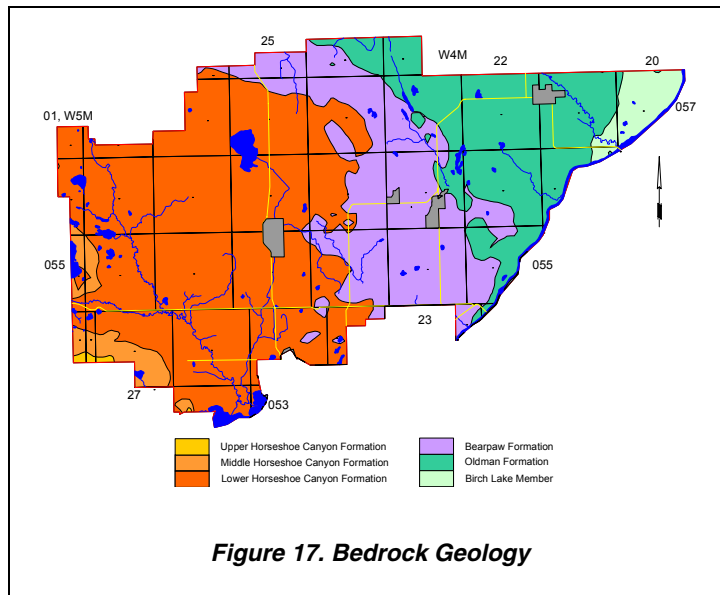 25
W4M
22
20
01, W5M
057
055
055
23
27
053
Upper Horseshoe Canyon Formation
Middle Horseshoe Canyon Formation
Lower Horseshoe Canyon Formation
Bearpaw Formation
Oldman Formation
Birch Lake Member
Figure 17. Bedrock Geology